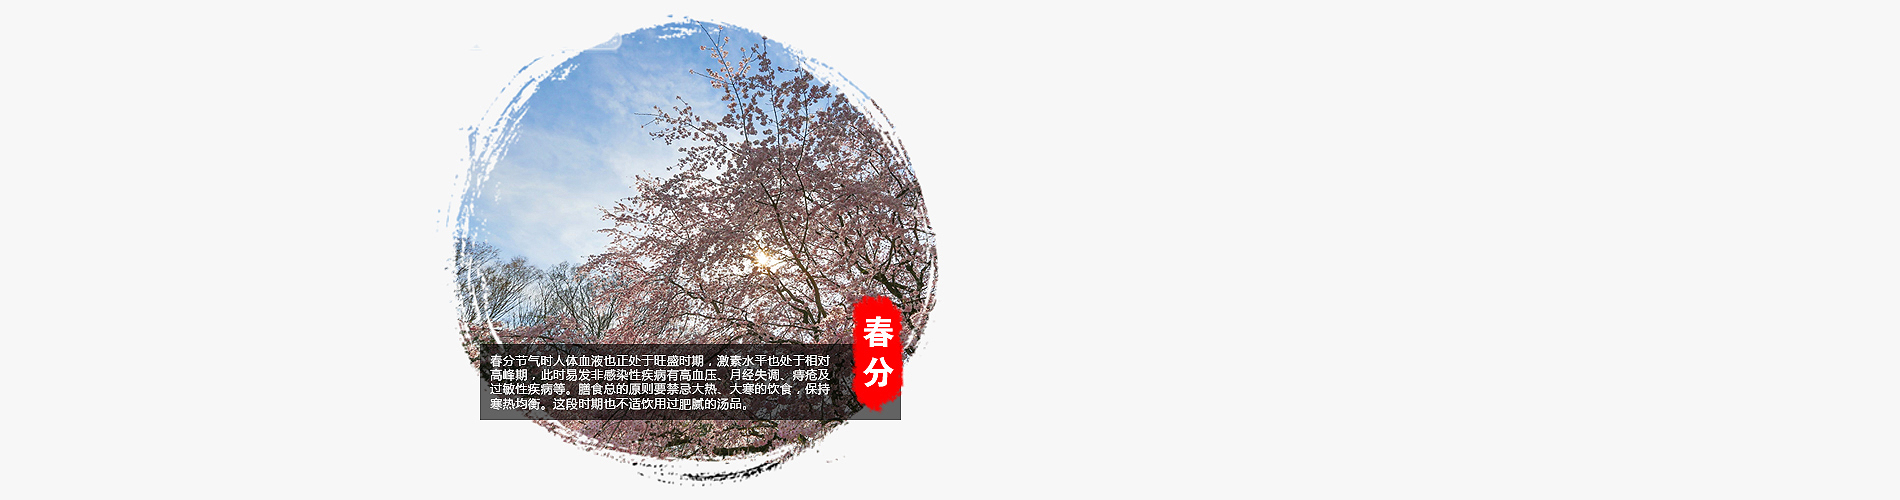 春
分
春分节气时人体血液也正处于旺盛时期，激素水平也处于相对
高峰期，此时易发非感染性疾病有高血压、月经失调、痔疮及
过敏性疾病等。膳食总的原则要禁忌大热、大寒的饮食，保持
寒热均衡。这段时期也不适饮用过肥腻的汤品。